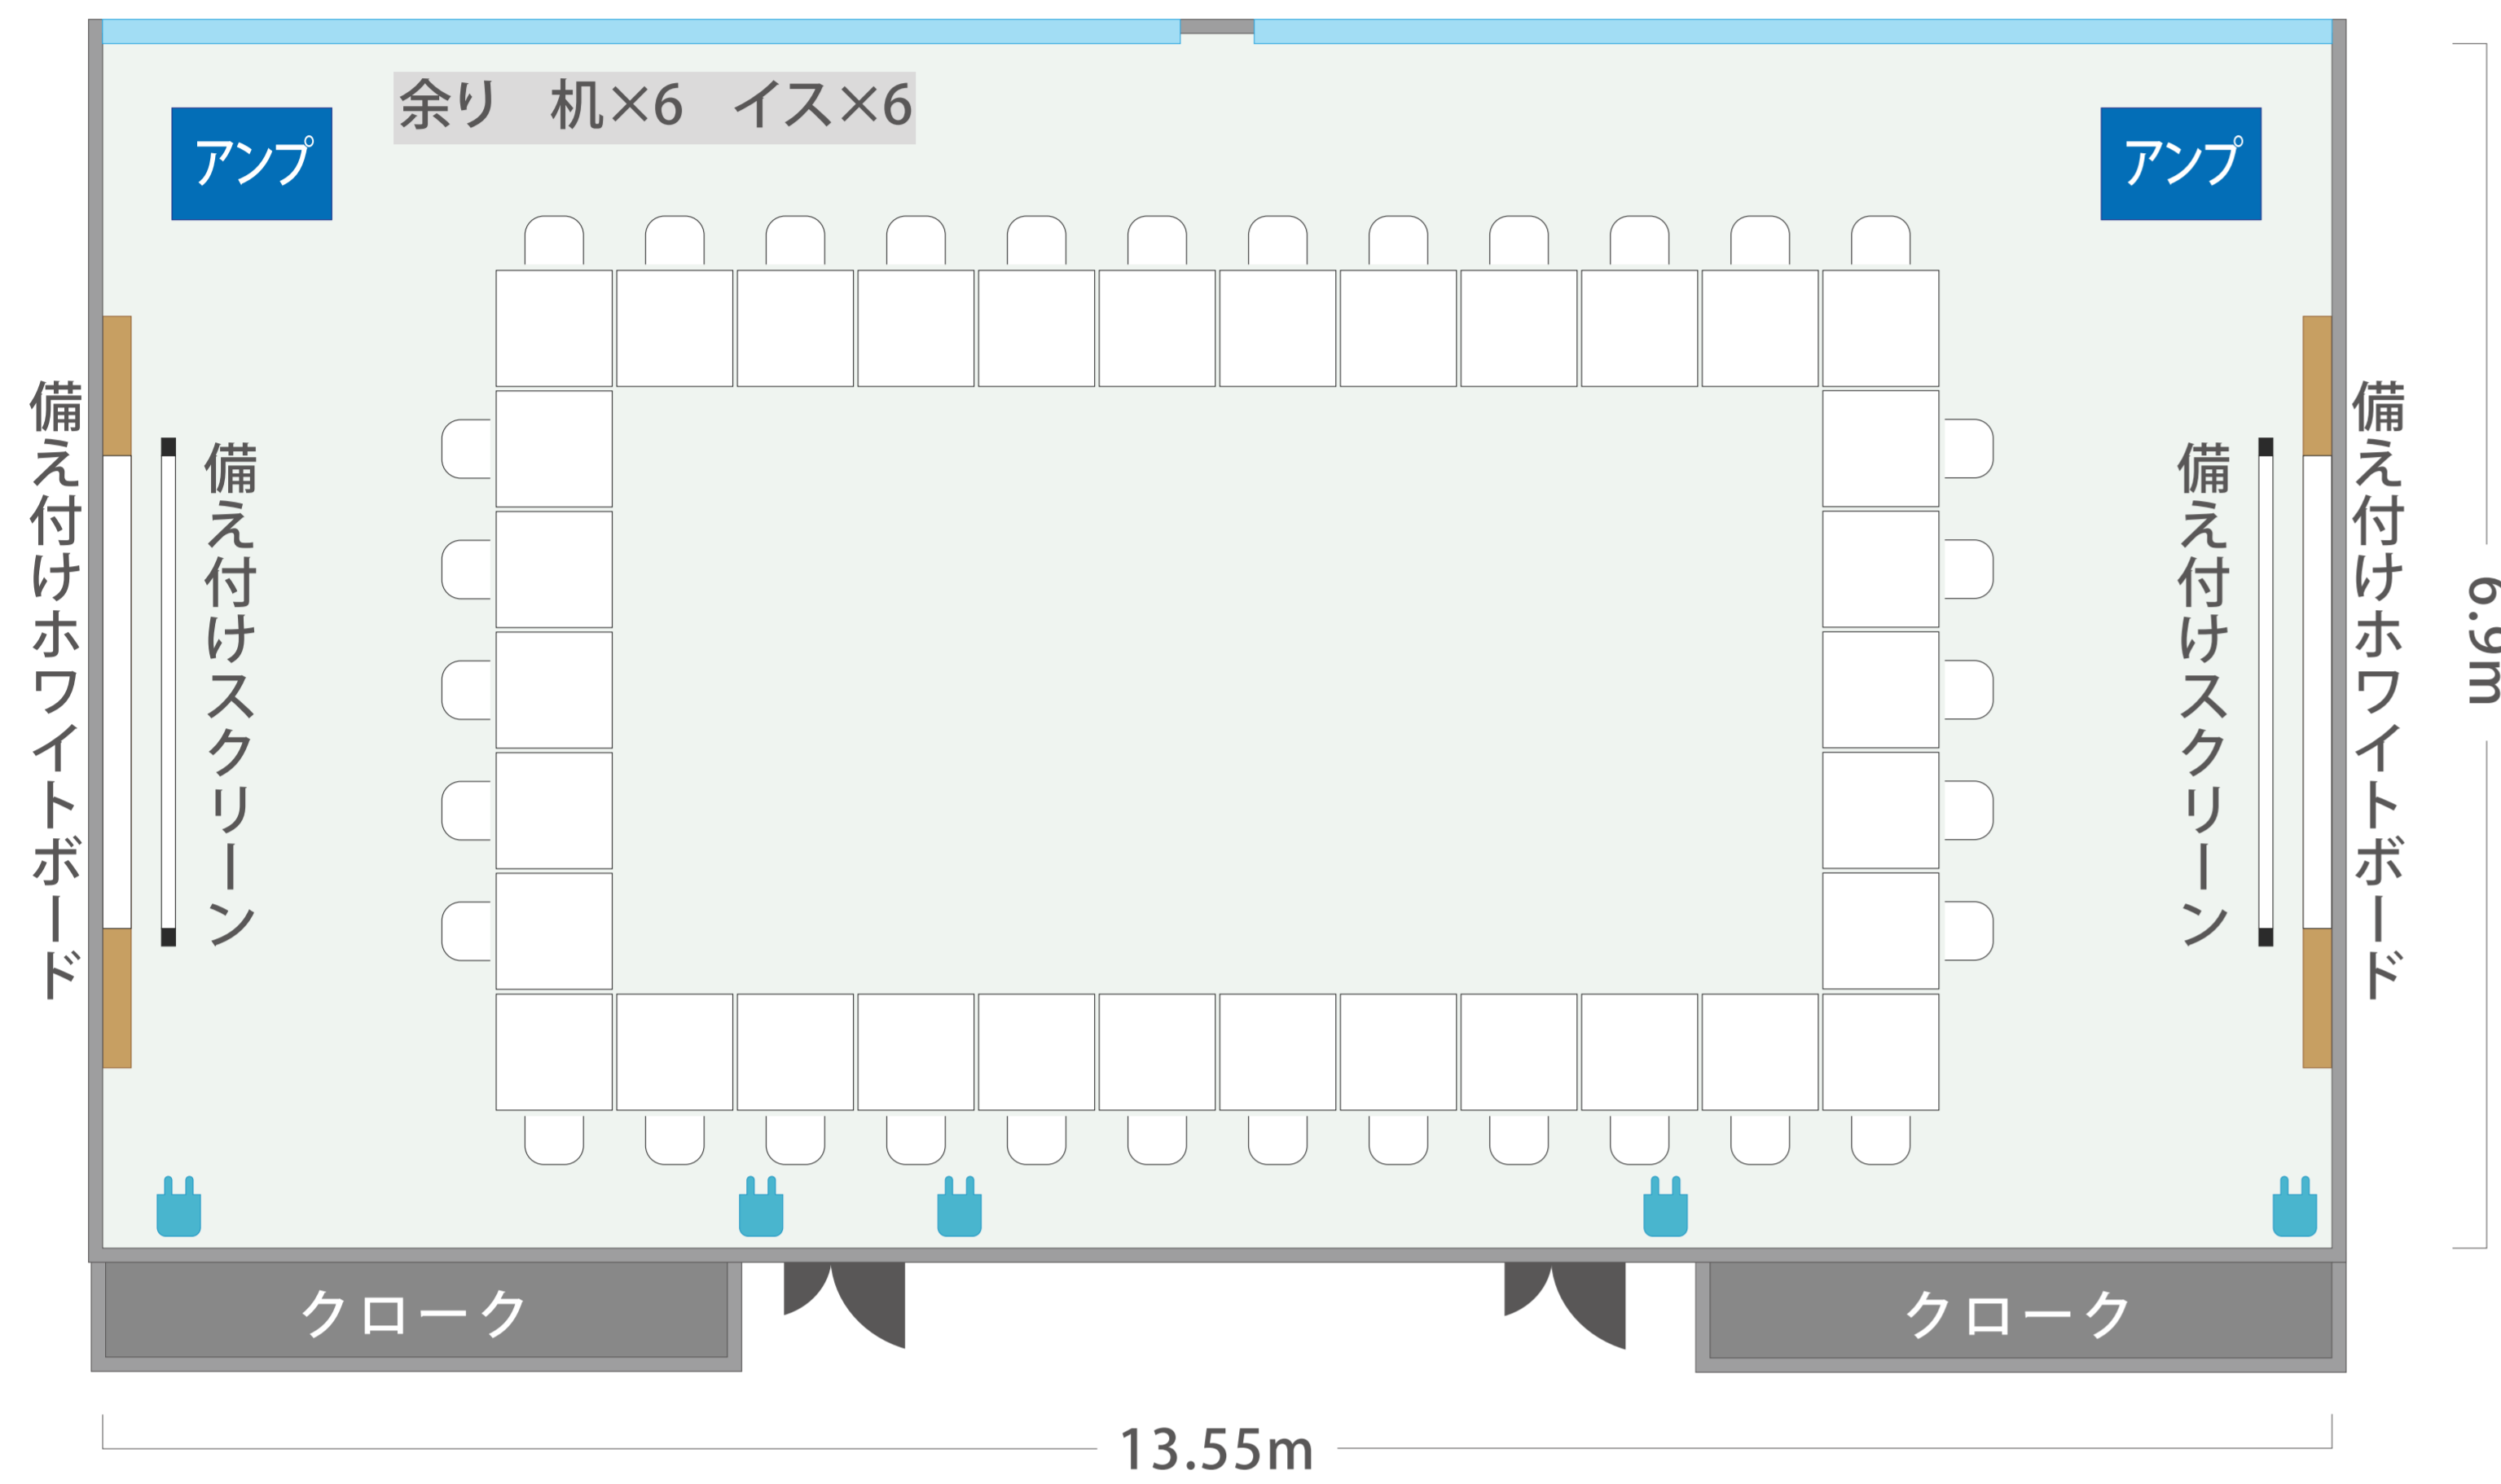 余り　机×6　イス×6
アンプ
アンプ
備え付けホワイトボード
備え付けスクリーン
備え付けスクリーン
備え付けホワイトボード
6.9m
クローク
クローク
13.55m